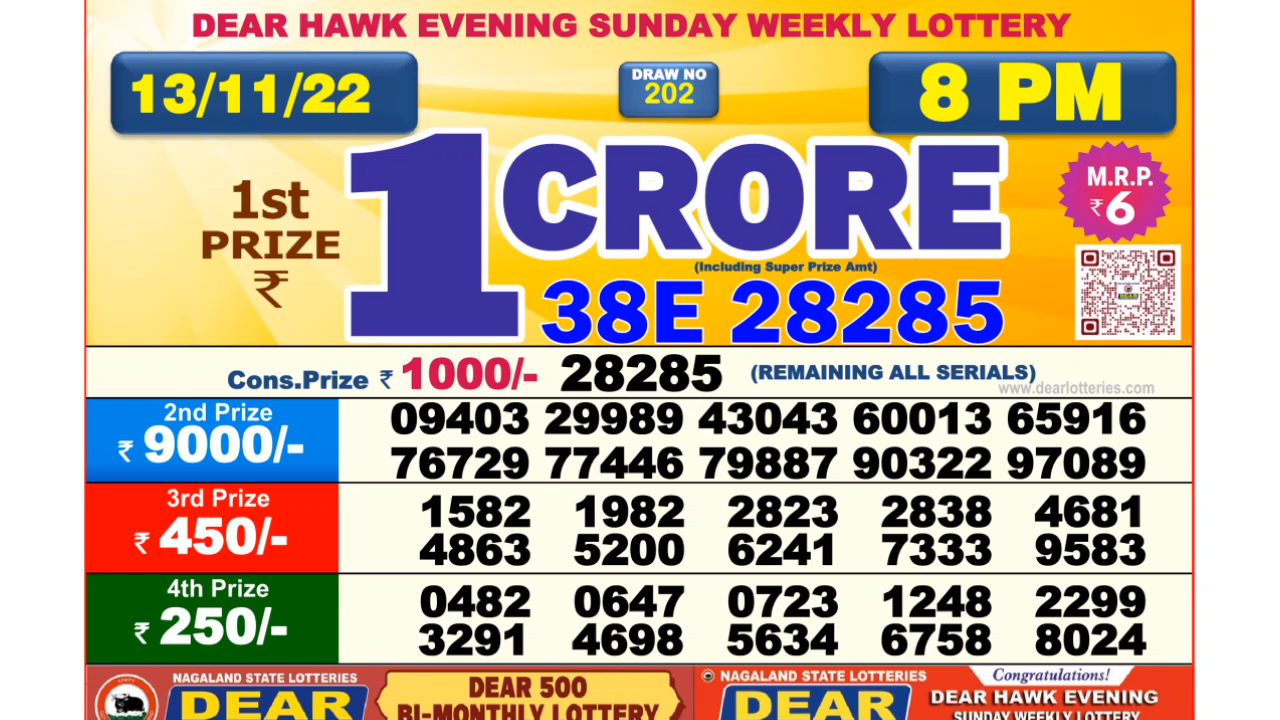 DEAR HAWK EVENING SUNDAY WEEKLY LOTTERY
13/11/22
DRAW NO
202
8 PM
1st
PRIZE
₹
1 CRORE
(Including Super Prize Amt)
38E 28285
M.R.P.
₹6
Cons.Prize ₹ 1000/- 28285 (REMAINING ALL SERIALS)
www.dearlotteries.com
2nd Prize
₹ 9000/-
09403 29989 43043 60013 65916
76729 77446 79887 90322 97089
3rd Prize
₹ 450/-
1582 1982 2823 2838 4681
4863 5200 6241 7333 9583
4th Prize
₹ 250/-
0482 0647 0723 1248 2299
3291 4698 5634 6758 8024
NAGALAND STATE LOTTERIES
DEAR
DEAR 500
BI-MONTHLY LOTTERY
NAGALAND STATE LOTTERIES
DEAR
Congratulations!
DEAR HAWK EVENING
SUNDAY WEEKLY LOTTERY